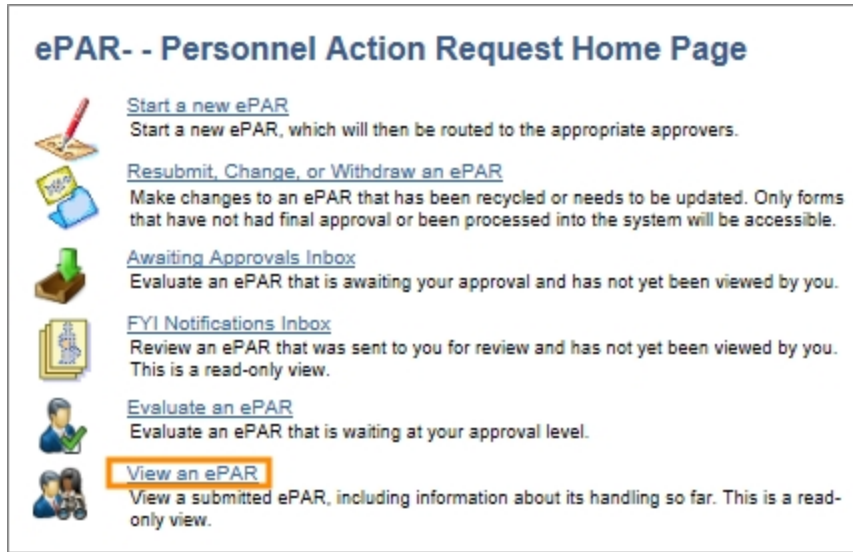 ePAR- - Personnel Action Request Home Page
Start a new ePAR
Start a new ePAR, which will then be routed to the appropriate approvers.
Resubmit, Change, or Withdraw an ePAR
Make changes to an ePAR that has been recycled or needs to be updated. Only forms
that have not had final approval or been processed into the system will be accessible.
Awaiting Approvals Inbox
Evaluate an ePAR that is awaiting your approval and has not yet been viewed by you.
FYI Notifications Inbox
Review an ePAR that was sent to you for review and has not yet been viewed by you.
This is a read-only view.
Evaluate an ePAR
Evaluate an ePAR that is waiting at your approval level.
View an ePAR
View a submitted ePAR, including information about its handling so far. This is a read-
only view.